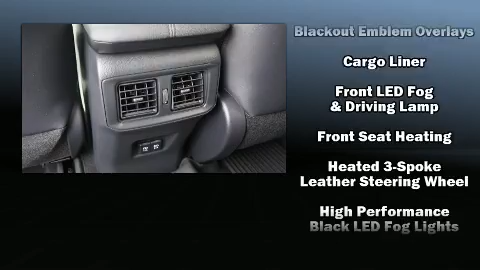 Blackout Emblem Overlays
Cargo Liner
Front LED Fog
& Driving Lamp
Front Seat Heating
Heated 3-Spoke
Leather Steering Wheel
High Performance
Black LED Fog Lights